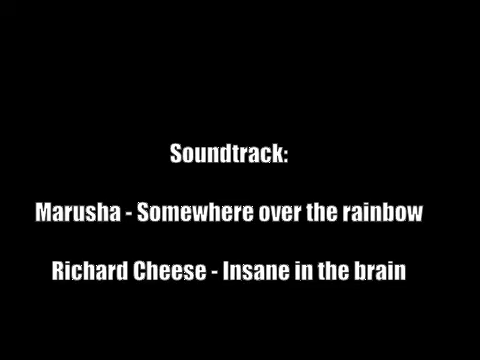 Soundtrack:
Marusha - Somewhere over the rainbow
Richard Cheese - Insane in the brain